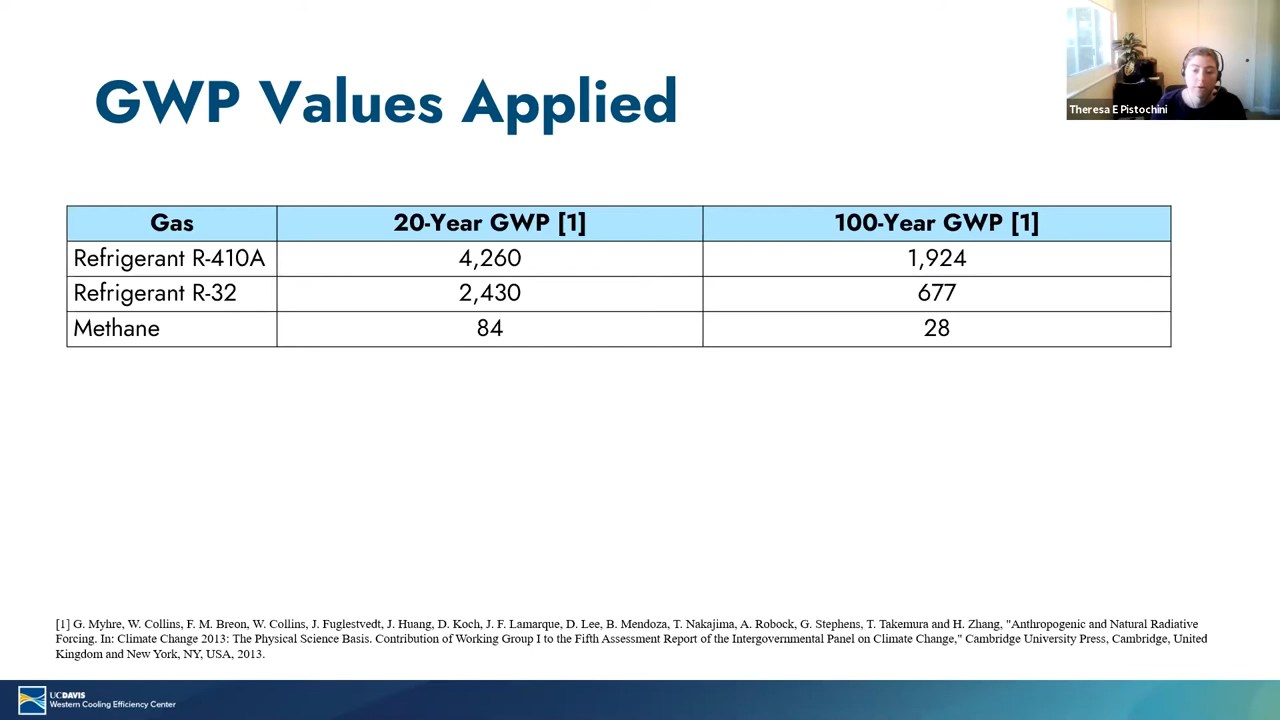 GWP Values Applied
Theresa E Pistochini
Gas 20-Year GWP [1] 100-Year GWP [1]
Refrigerant R-410A 4,260 1,924
Refrigerant R-32 2,430 677
Methane 84 28
[1] G. Myhre, W. Collins, F. M. Breon, W. Collins, J. Fuglestvedt, J. Huang, D. Koch, J. F. Lamarque, D. Lee, B. Mendoza, T. Nakajima, A. Robock, G. Stephens, T. Takemura and H. Zhang, "Anthropogenic and Natural Radiative
Forcing. In: Climate Change 2013: The Physical Science Basis. Contribution of Working Group I to the Fifth Assessment Report of the Intergovernmental Panel on Climate Change," Cambridge University Press, Cambridge, United
Kingdom and New York, NY, USA, 2013.
UCDAVIS
Western Cooling Efficiency Center